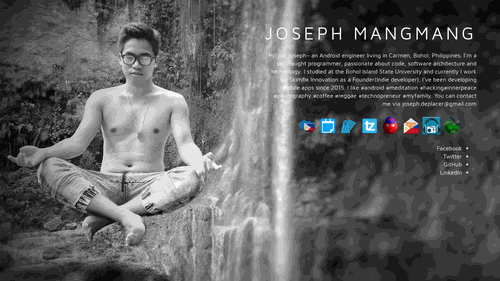 JOSEPH MANGMANG
Hi! I'm Joseph– an Android engineer living in Carmen, Bohol, Philippines. I'm a
self-taught programmer, passionate about code, software architecture and
technology. I studied at the Bohol Island State University and currently I work
on Skimfix Innovation as a Founder(Indie developer). I've been developing
mobile apps since 2015. I like #android #meditation #hackinginnerpeace
#photography #coffee #reggae #technopreneur #myfamily. You can contact
me via joseph.deplacer@gmail.com
Facebook •
Twitter •
GitHub •
LinkedIn •